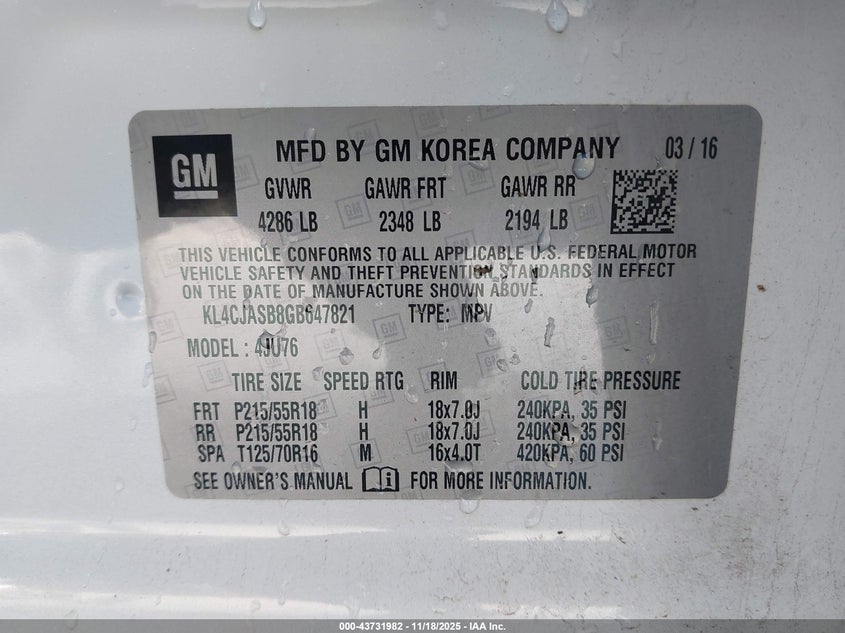 GM
MFD BY GM KOREA COMPANY 03 / 16
GVWR GAWR FRT GAWR RR
4286 LB 2348 LB 2194 LB
THIS VEHICLE CONFORMS TO ALL APPLICABLE U.S. FEDERAL MOTOR
VEHICLE SAFETY AND THEFT PREVENTION STANDARDS IN EFFECT
ON THE DATE OF MANUFACTURE SHOWN ABOVE.
KL4CJASB8GB647821 TYPE: MPV
MODEL : 4JU76
TIRE SIZE SPEED RTG RIM COLD TIRE PRESSURE
FRT P215/55R18 H 18x7.0J 240KPA, 35 PSI
RR P215/55R18 H 18x7.0J 240KPA, 35 PSI
SPA T125/70R16 M 16x4.0T 420KPA, 60 PSI
SEE OWNER'S MANUAL FOR MORE INFORMATION.
000-43731982 - 11/18/2025 - IAA Inc.